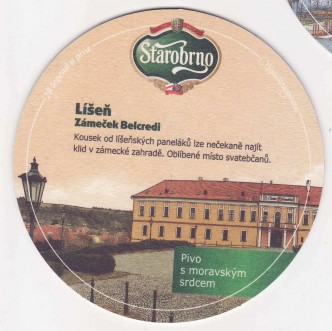 Starobrno
Líšeň
Zámeček Belcredi
Kousek od líšeňských paneláků lze nečekaně najít
klid v zámecké zahradě. Oblíbené místo svatebčanů.
Pivo
s moravským
srdcem